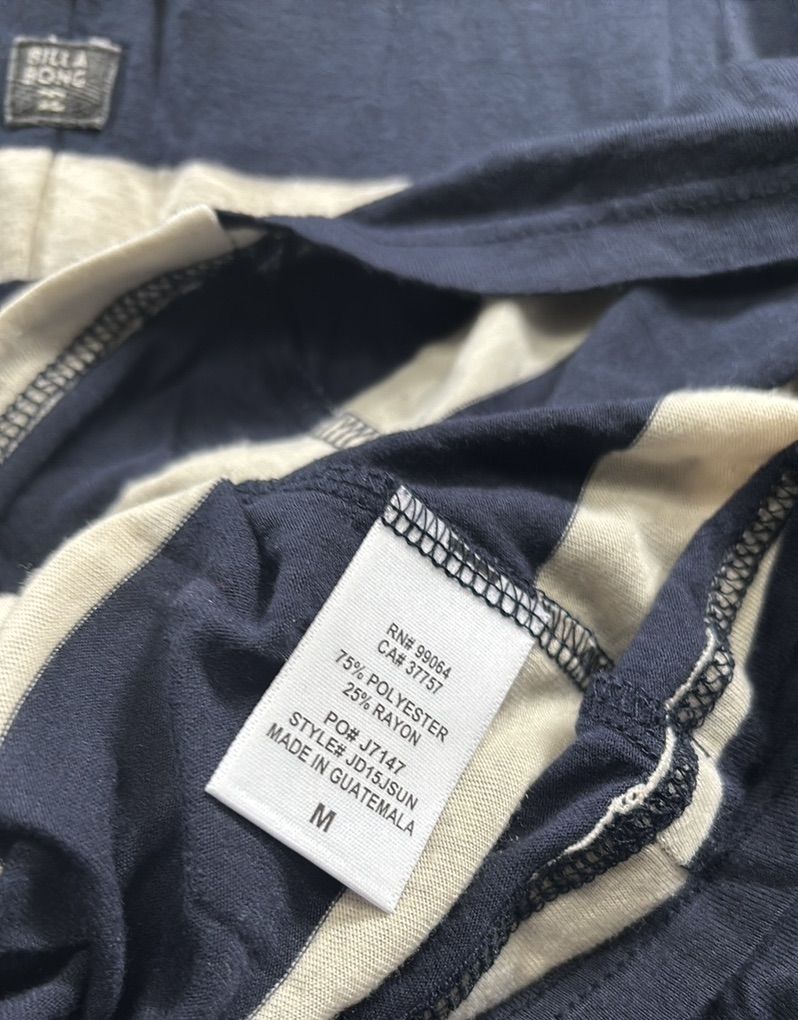 BILLA
BONG
RN# 99064
CA# 37757
75% POLYESTER
25% RAYON
PO# J7147
STYLE# JD15JSUN
MADE IN GUATEMALA
M